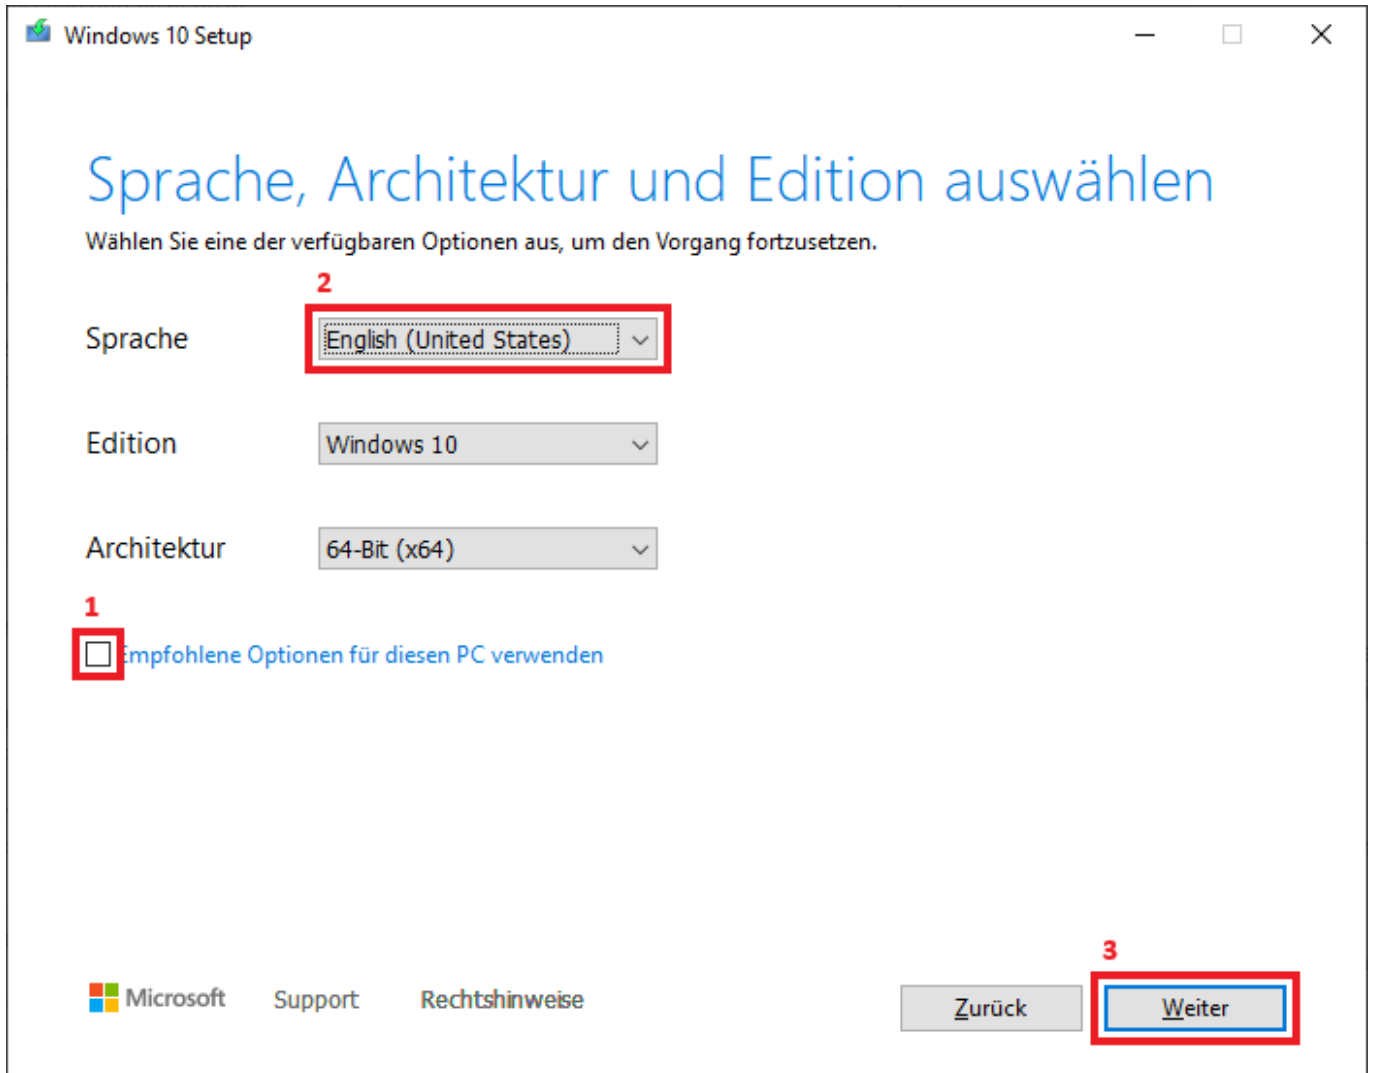 Windows 10 Setup
Sprache, Architektur und Edition auswählen
Wählen Sie eine der verfügbaren Optionen aus, um den Vorgang fortzusetzen.
2
Sprache English (United States)
Edition Windows 10
Architektur 64-Bit (x64)
1
Empfohlene Optionen für diesen PC verwenden
3
Microsoft Support Rechtshinweise Zurück Weiter